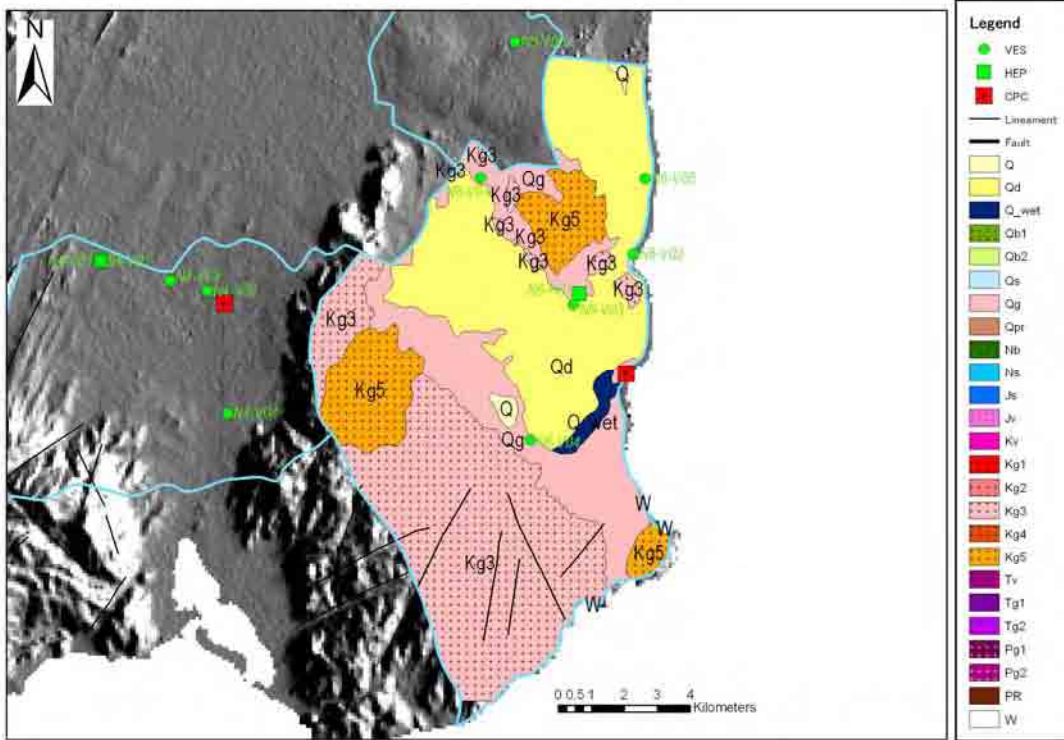 N
Q
Kg3
Kg3
Qg
Kg3
Kg5
Kg3
Kg3
Kg3
Kg3
Kg3
Kg3
Qd
Kg5
Q
Q_wet
Qg
W
W
Kg5
Kg3
W
0 0,5 1 2 3 4
Kilometers
Legend
VES
HEP
CPC
Lineament
Fault
Q
Qd
Q_wet
Qb1
Qb2
Qs
Qg
Qpr
Nb
Ns
Js
Jv
Kv
Kg1
Kg2
Kg3
Kg4
Kg5
Tv
Tg1
Tg2
Pg1
Pg2
PR
W